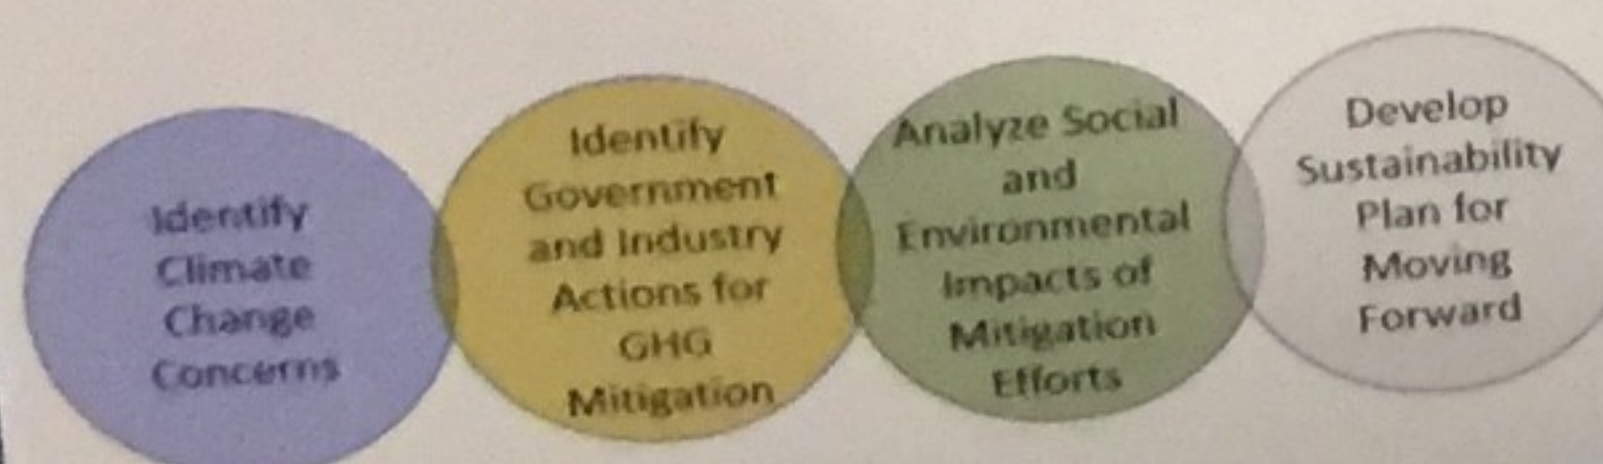 Identify
Climate
Change
Concerns
Identify
Government
and Industry
Actions for
GHG
Mitigation
Analyze Social
and
Environmental
Impacts of
Mitigation
Efforts
Develop
Sustainability
Plan for
Moving
Forward